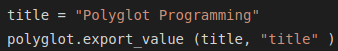 title = "Polyglot Programming"
polyglot.export_value (title, "title" )